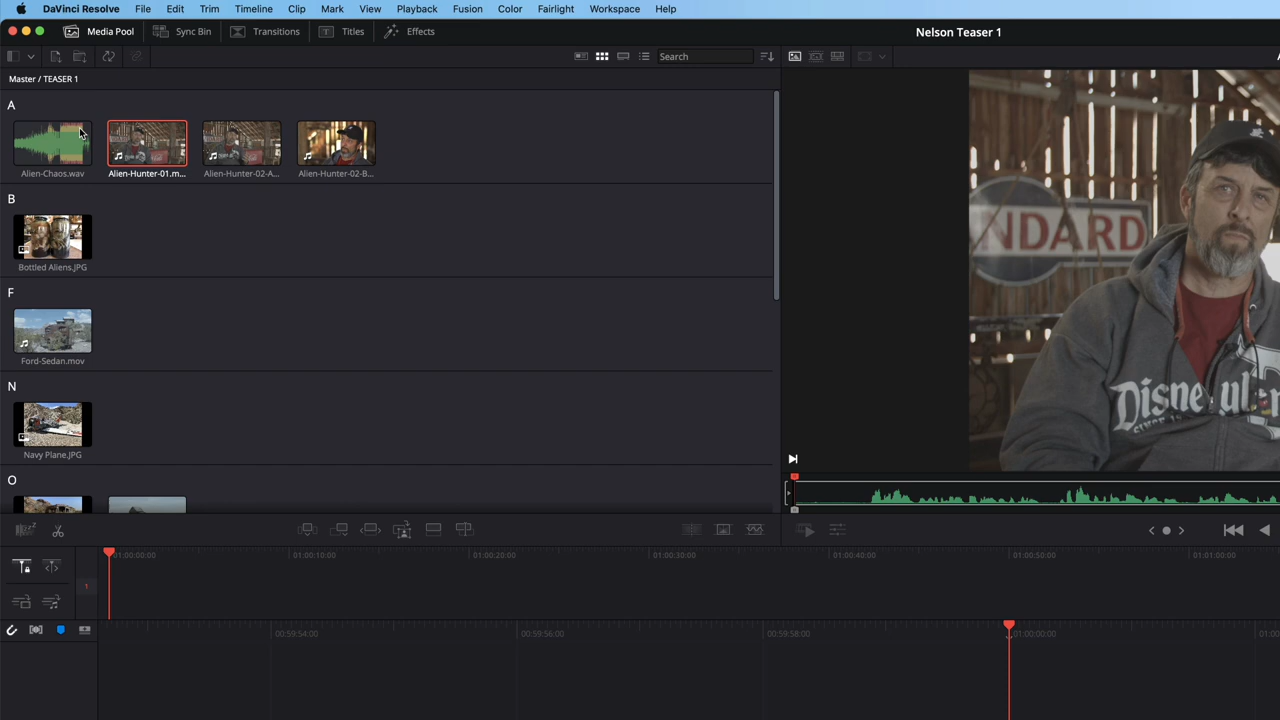 DaVinci Resolve File Edit Trim Timeline Clip Mark View Playback Fusion Color Fairlight Workspace Help
Media Pool Sync Bin Transitions Titles Effects Nelson Teaser 1
Search
Master / TEASER 1
A
Alien-Chaos.wav Alien-Hunter-01.m... Alien-Hunter-02-A... Alien-Hunter-02-B...
B
Bottled Aliens.JPG
F
Ford-Sedan.mov
N
Navy Plane.JPG
O
NDARD
Disne
SINCE
01:00:00:00 01:00:10:00 01:00:20:00 01:00:30:00 01:00:40:00 01:00:50:00 01:01:00:00
1
00:59:54:00 00:59:56:00 00:59:58:00 01:00:00:00 01:00